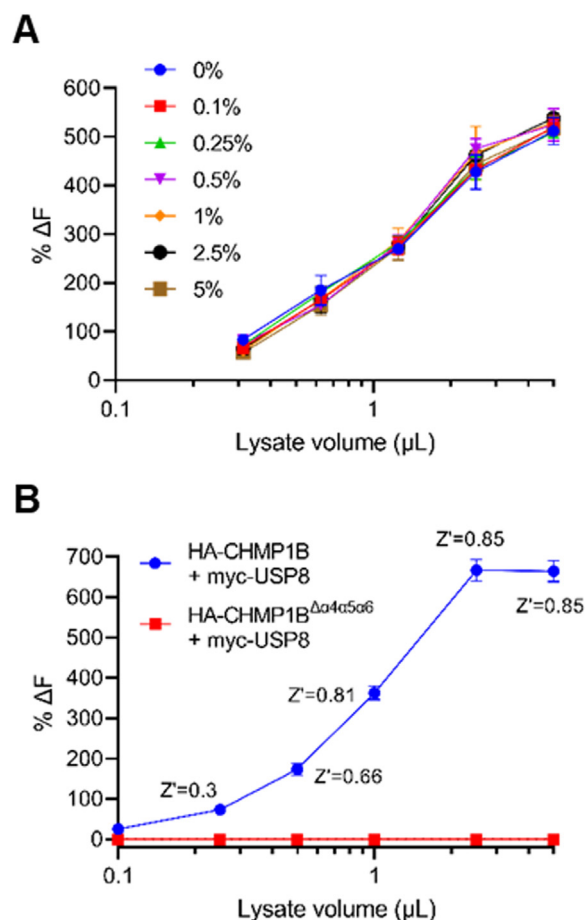 A
0%
0.1%
0.25%
0.5%
1%
2.5%
5%
600
500
400
300
200
100
0
% ΔF
0.1
1
Lysate volume (µL)
B
HA-CHMP1B
+ myc-USP8
HA-CHMP1BΔα4α5α6
+ myc-USP8
Z'=0.85
Z'=0.85
Z'=0.81
Z'=0.66
Z'=0.3
700
600
500
400
300
200
100
0
% ΔF
0.1
1
Lysate volume (µL)